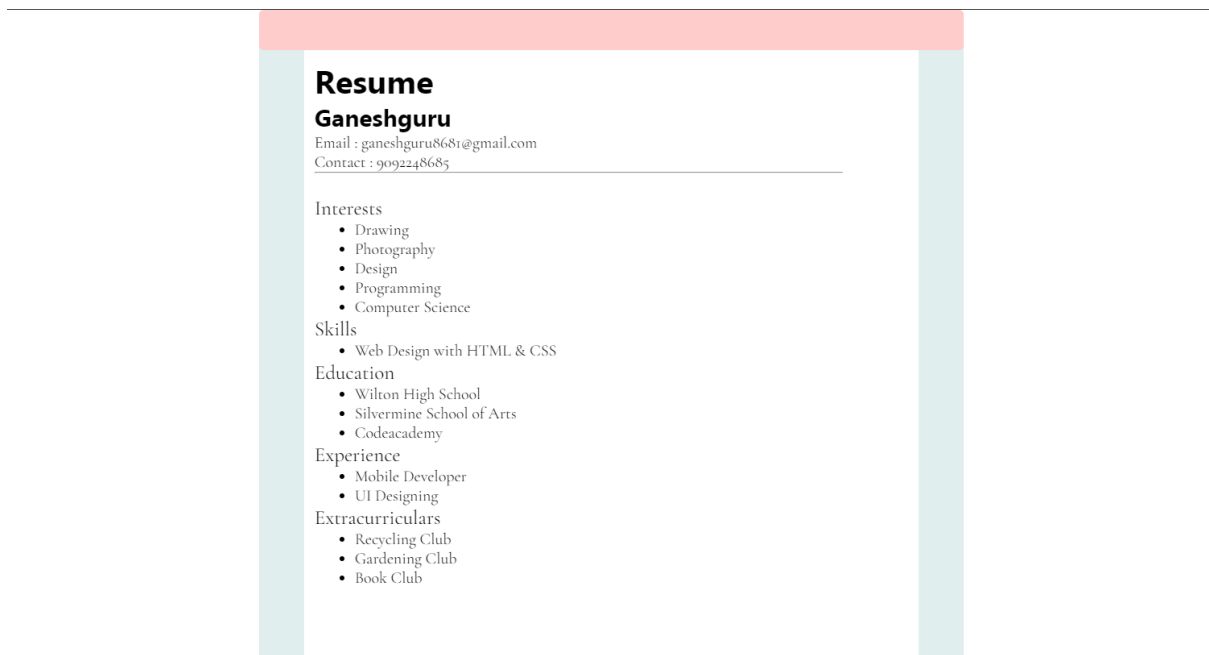 Resume
Ganeshguru
Email : ganeshguru8681@gmail.com
Contact : 9092248685
Interests
Drawing
Photography
Design
Programming
Computer Science
Skills
Web Design with HTML & CSS
Education
Wilton High School
Silvermine School of Arts
Codeacademy
Experience
Mobile Developer
UI Designing
Extracurriculars
Recycling Club
Gardening Club
Book Club